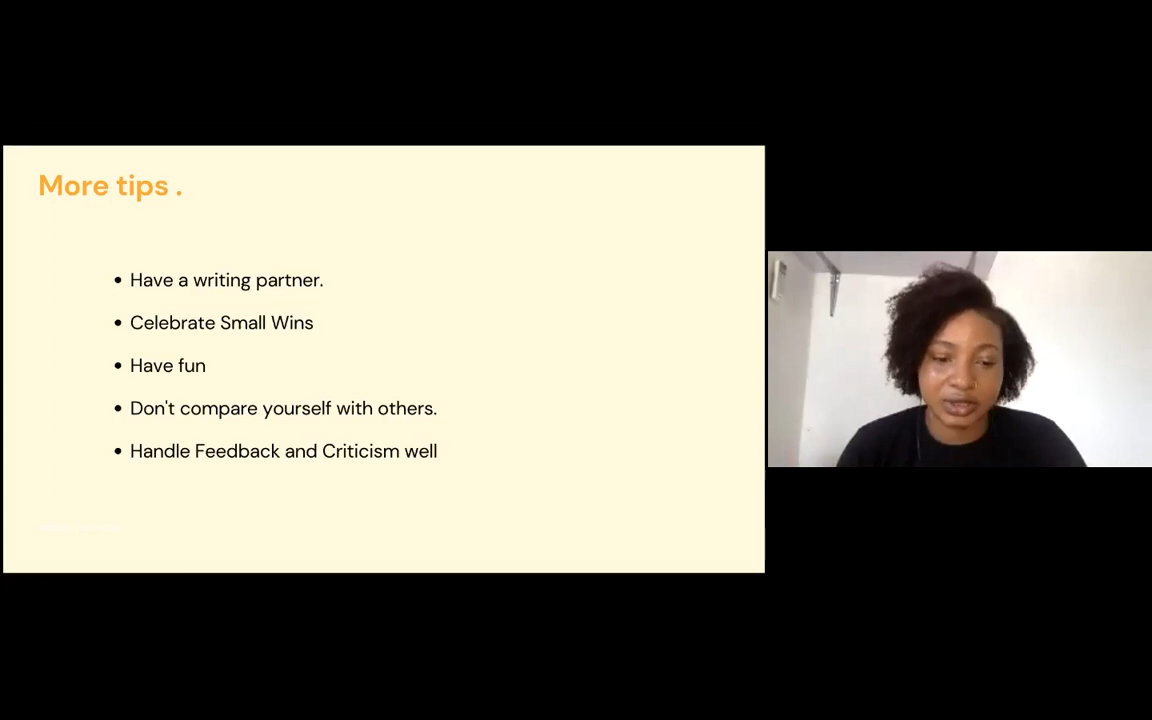 More tips .
• Have a writing partner.
• Celebrate Small Wins
• Have fun
• Don't compare yourself with others.
• Handle Feedback and Criticism well